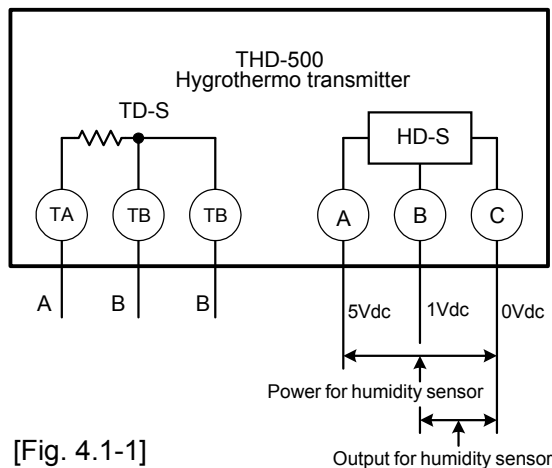 THD-500
Hygrothermo transmitter
TD-S
HD-S
TA TB TB A B C
A B B 5Vdc 1Vdc 0Vdc
Power for humidity sensor
Output for humidity sensor
[Fig. 4.1-1]